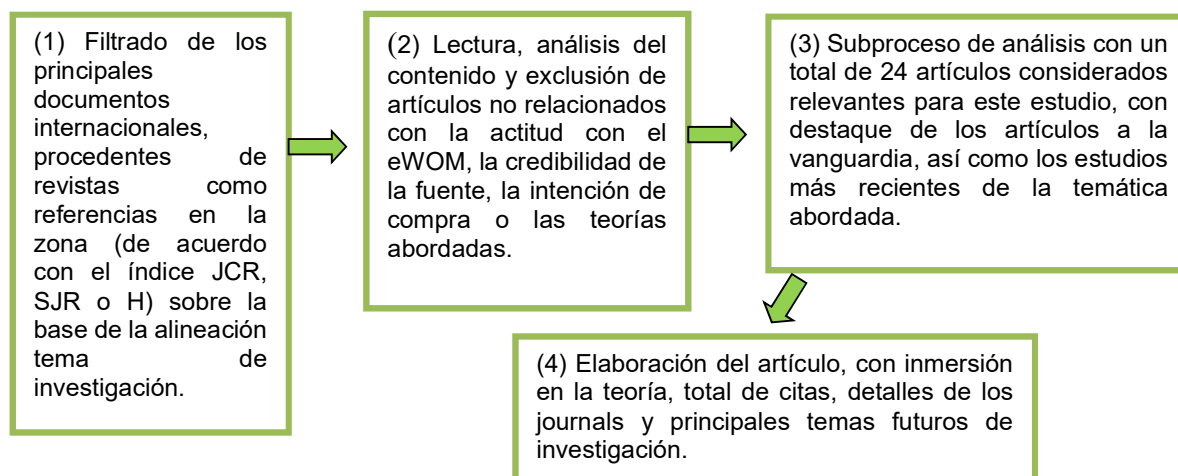 (1) Filtrado de los
principales
documentos
internacionales,
procedentes de
revistas como
referencias en la
zona (de acuerdo
con el índice JCR,
SJR o H) sobre la
base de la alineación
tema de
investigación.
(2) Lectura, análisis del
contenido y exclusión de
artículos no relacionados
con la actitud con el
eWOM, la credibilidad de
la fuente, la intención de
compra o las teorías
abordadas.
(3) Subproceso de análisis con un
total de 24 artículos considerados
relevantes para este estudio, con
destaque de los artículos a la
vanguardia, así como los estudios
más recientes de la temática
abordada.
(4) Elaboración del artículo, con inmersión
en la teoría, total de citas, detalles de los
journals y principales temas futuros de
investigación.